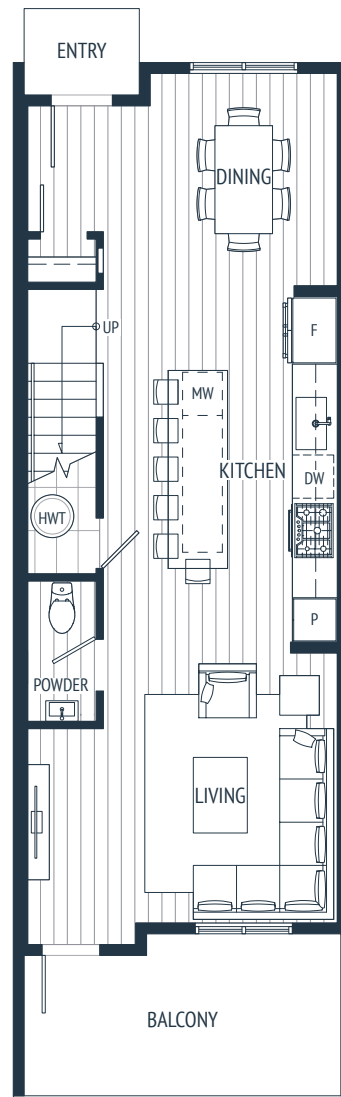 ENTRY
DINING
UP
F
MW
KITCHEN
DW
HWT
P
POWDER
LIVING
BALCONY